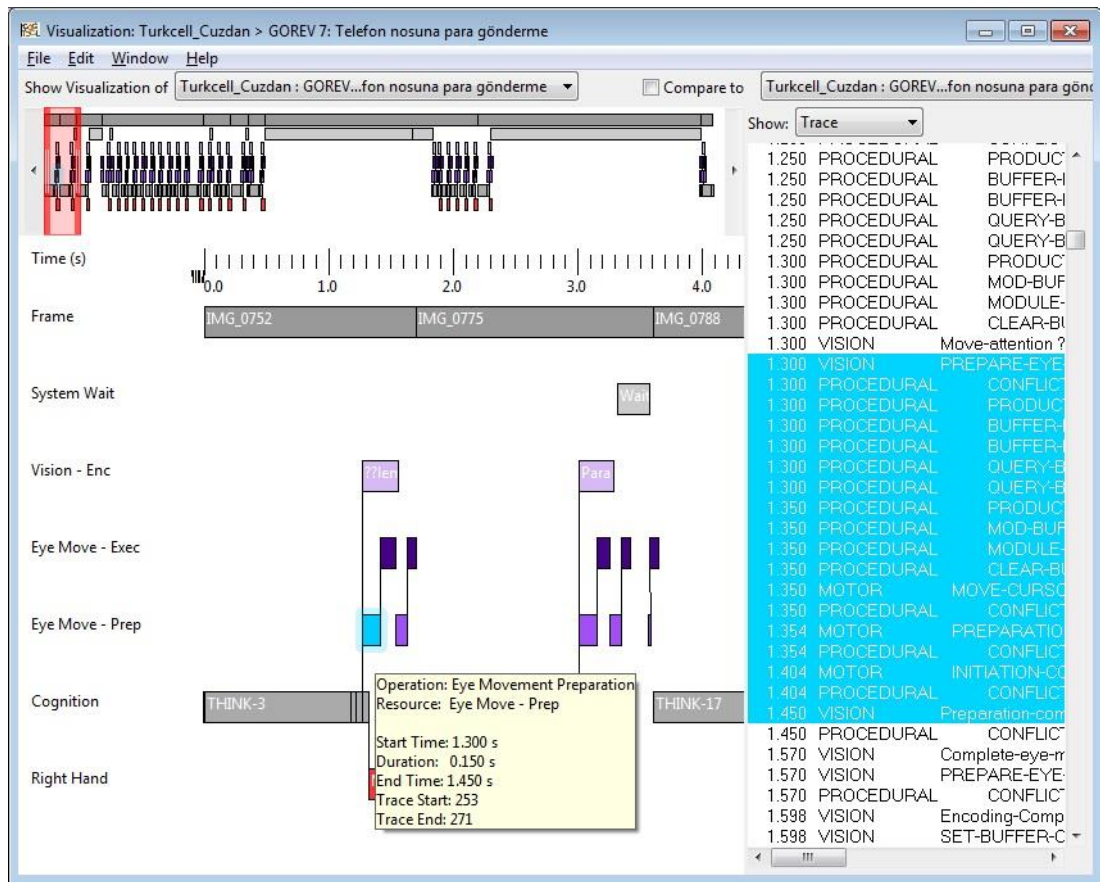 Visualization: Turkcell_Cuzdan > GOREV 7: Telefon nosuna para gönderme
File Edit Window Help
Show Visualization of Turkcell_Cuzdan : GOREV...fon nosuna para gönderme Compare to Turkcell_Cuzdan : GOREV...fon nosuna para gönd
Show: Trace
Time (s)
0.0 1.0 2.0 3.0 4.0
Frame
IMG_0752 IMG_0775 IMG_0788
System Wait
Wait
Vision - Enc
??len Para
Eye Move - Exec
Eye Move - Prep
Cognition
THINK-3 THINK-17
Right Hand
Operation: Eye Movement Preparation
Resource: Eye Move - Prep
Start Time: 1.300 s
Duration: 0.150 s
End Time: 1.450 s
Trace Start: 253
Trace End: 271
1.250 PROCEDURAL PRODUC
1.250 PROCEDURAL BUFFER-
1.250 PROCEDURAL BUFFER-
1.250 PROCEDURAL QUERY-B
1.250 PROCEDURAL QUERY-B
1.300 PROCEDURAL PRODUC
1.300 PROCEDURAL MOD-BUF
1.300 PROCEDURAL MODULE-
1.300 PROCEDURAL CLEAR-B
1.300 VISION Move-attention ?
1.300 VISION PREPARE-EYE
1.300 PROCEDURAL CONFLICT
1.300 PROCEDURAL PRODUC
1.300 PROCEDURAL BUFFER-
1.300 PROCEDURAL BUFFER-
1.300 PROCEDURAL QUERY-B
1.300 PROCEDURAL QUERY-B
1.350 PROCEDURAL PRODUC
1.350 PROCEDURAL MOD-BUF
1.350 PROCEDURAL MODULE-
1.350 PROCEDURAL CLEAR-B
1.350 MOTOR MOVE-CURSO
1.350 PROCEDURAL CONFLICT
1.354 MOTOR PREPARATIO
1.354 PROCEDURAL CONFLICT
1.404 MOTOR INITIATION-CO
1.404 PROCEDURAL CONFLICT
1.450 VISION Preparation-com
1.450 PROCEDURAL CONFLICT
1.570 VISION Complete-eye-m
1.570 VISION PREPARE-EYE-
1.570 PROCEDURAL CONFLICT
1.598 VISION Encoding-Comp
1.598 VISION SET-BUFFER-C